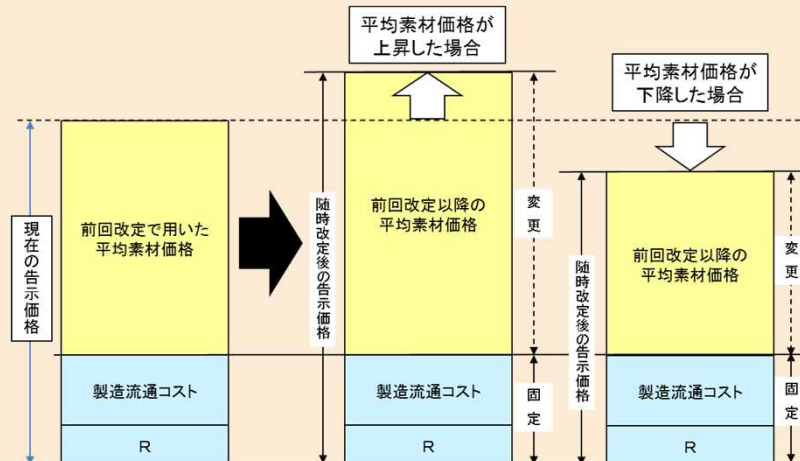 平均素材価格が
上昇した場合
平均素材価格が
下降した場合
現在の告示価格
前回改定で用いた
平均素材価格
製造流通コスト
R
随時改定後の告示価格
前回改定以降の
平均素材価格
製造流通コスト
R
変更
固定
随時改定後の告示価格
前回改定以降の
平均素材価格
製造流通コスト
R
変更
固定